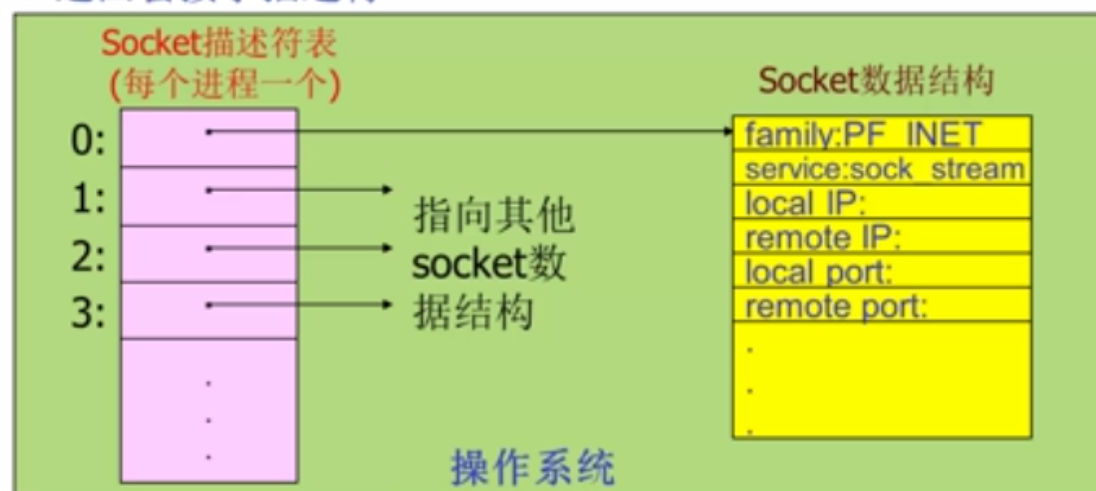 Socket描述符表
(每个进程一个)
Socket数据结构
0:
1:
2:
3:
指向其他
socket数
据结构
family:PF_INET
service:sock_stream
local IP:
remote IP:
local port:
remote port:
.
.
.
.
.
.
操作系统